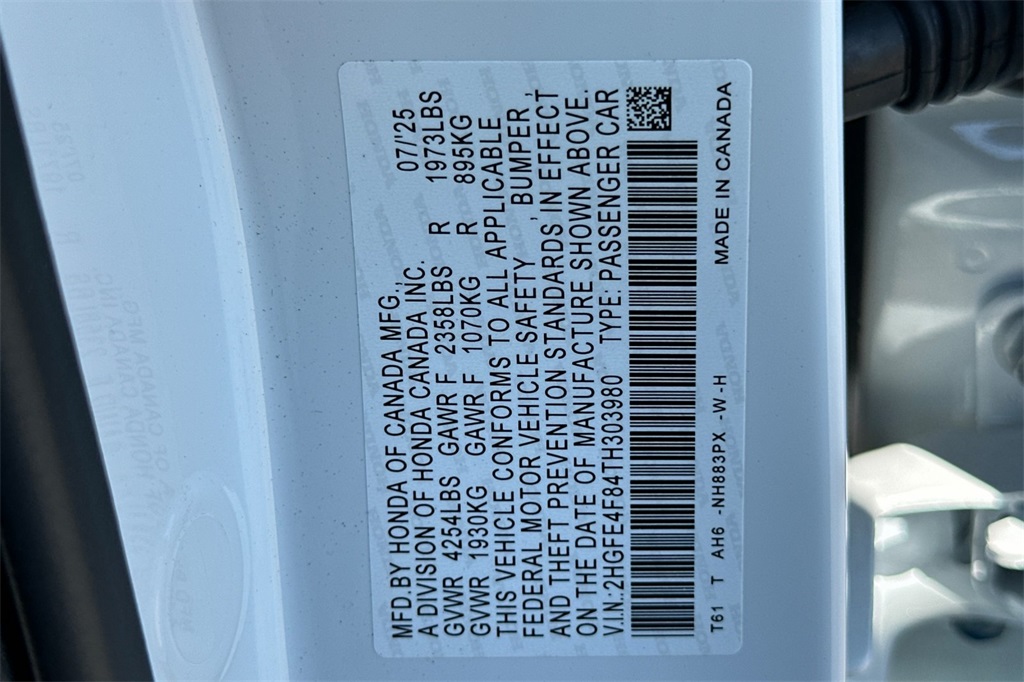 MFD.BY HONDA OF CANADA MFG., 07/'25
A DIVISION OF HONDA CANADA INC.
GVWR 4254LBS GAWR F 2358LBS R 1973LBS
GVWR 1930KG GAWR F 1070KG R 895KG
THIS VEHICLE CONFORMS TO ALL APPLICABLE
FEDERAL MOTOR VEHICLE SAFETY, BUMPER,
AND THEFT PREVENTION STANDARDS, IN EFFECT
ON THE DATE OF MANUFACTURE SHOWN ABOVE.
V.I.N.:2HGFE4F84TH303980 TYPE: PASSENGER CAR
T61 T AH6 -NH883PX -W-H MADE IN CANADA